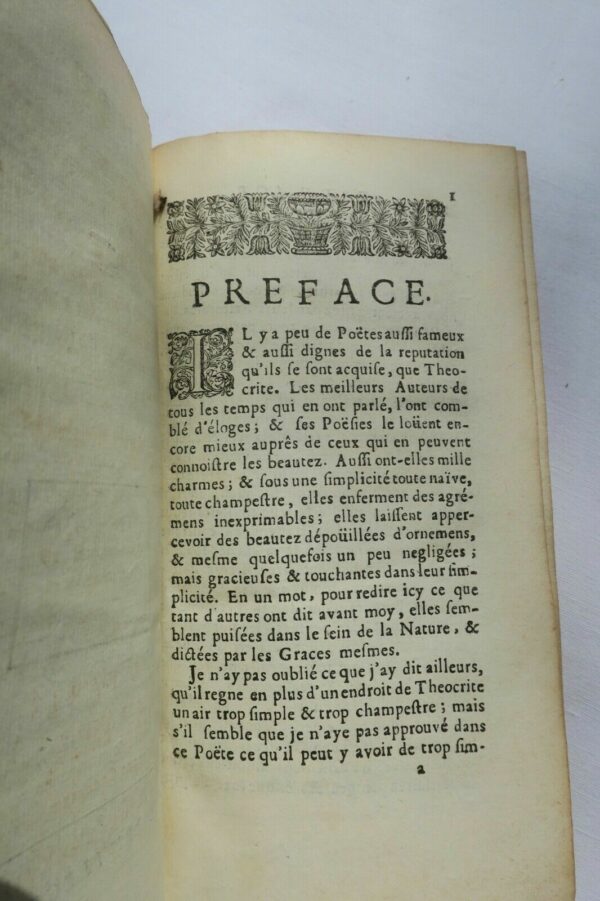 1
PREFACE.
IL y a peu de Poëtes aussi fameux
& aussi dignes de la reputation
qu'ils se sont acquise, que Theo-
crite. Les meilleurs Auteurs de
tous les temps qui en ont parlé, l'ont com-
blé d'éloges; & ses Poësies le loüent en-
core mieux auprês de ceux qui en peuvent
connoistre les beautez. Aussi ont-elles mille
charmes; & sous une simplicité toute naïve,
toute champestre, elles enferment des agré-
mens inexprimables; elles laissent apper-
cevoir des beautez dépoüillées d'ornemens,
& mesme quelquefois un peu negligées;
mais gracieuses & touchantes dans leur sim-
plicité. En un mot, pour redire icy ce que
tant d'autres ont dit avant moy, elles sem-
blent puisées dans le sein de la Nature, &
dictées par les Graces mesmes.
Je n'ay pas oublié ce que j'ay dit ailleurs,
qu'il regne en plus d'un endroit de Theocrite
un air trop simple & trop champestre; mais
s'il semble que je n'aye pas approuvé dans
ce Poëte ce qu'il peut y avoir de trop sim-
a